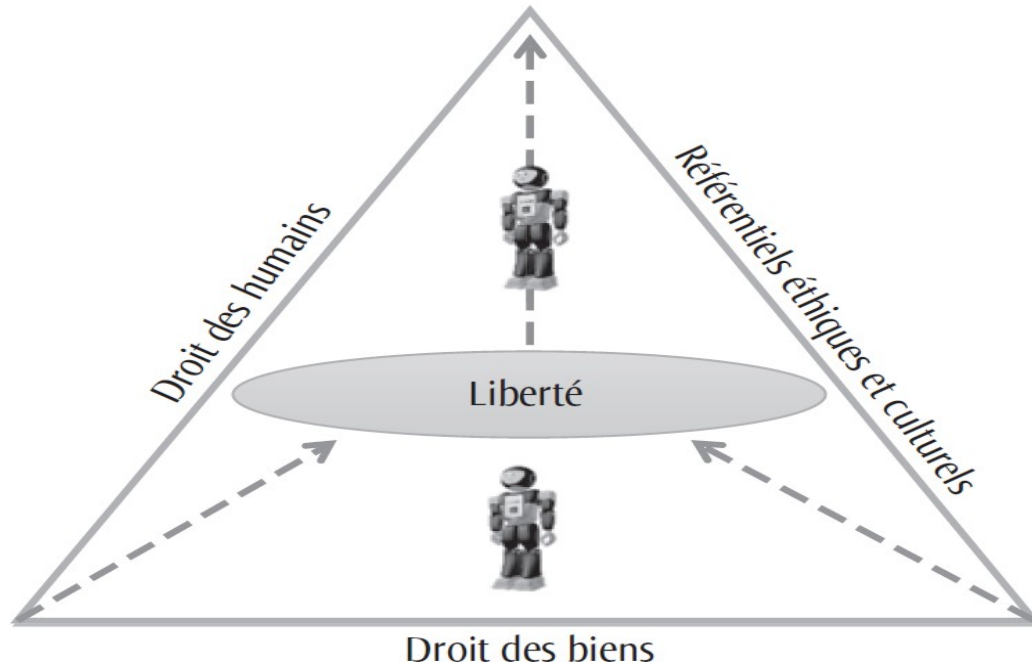 Droit des humains
Référentiels éthiques et culturels
Liberté
Droit des biens